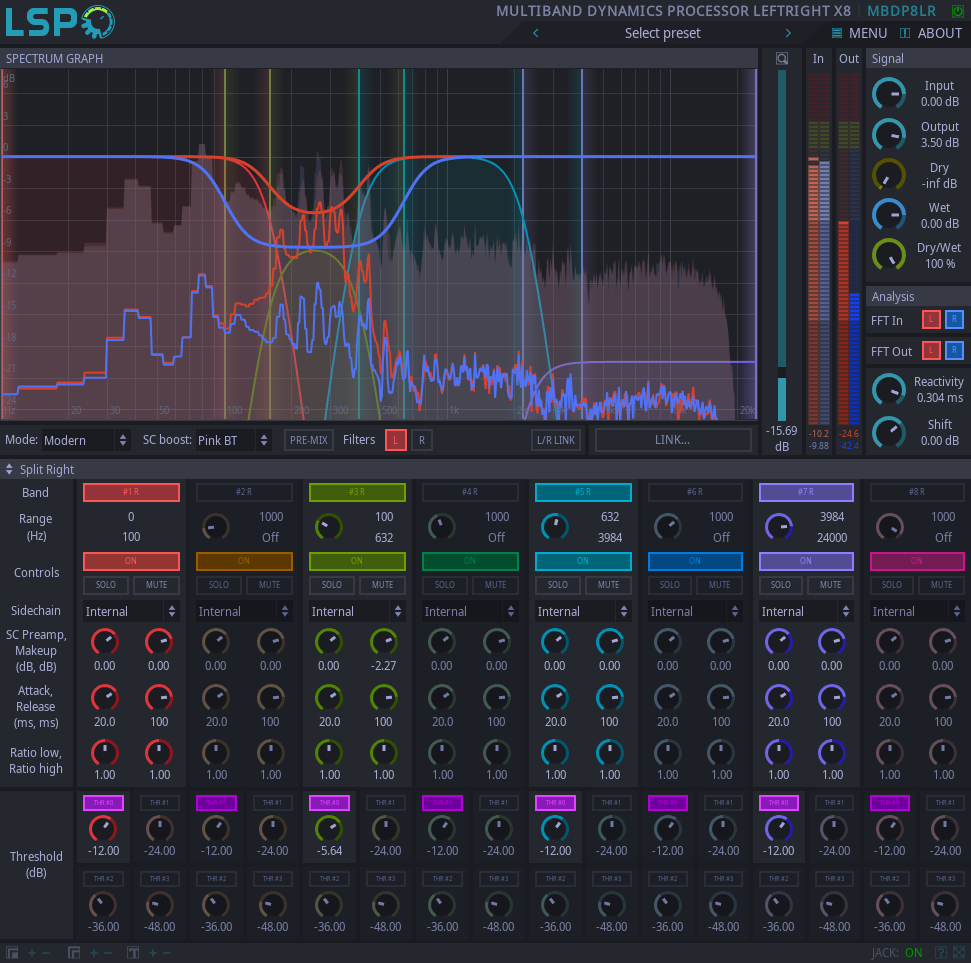 LSP
MULTIBAND DYNAMICS PROCESSOR LEFTRIGHT X8 MBDP8LR
Select preset
MENU ABOUT
SPECTRUM GRAPH
In Out
Signal
dB
6
3
0
-3
-6
-9
-12
-15
-18
-21
-24
Hz 20 30 50 100 200 300 500 1k 2k 20k
-15.69
dB
-10.2 -24.6
-9.88 -42.4
Input
0.00 dB
Output
3.50 dB
Dry
-inf dB
Wet
0.00 dB
Dry/Wet
100 %
Analysis
FFT In L R
FFT Out L R
Reactivity
0.304 ms
Shift
0.00 dB
Mode: Modern SC boost: Pink BT PRE-MIX Filters L R L/R LINK LINK...
Split Right
Band #1 R #2 R #3 R #4 R #5 R #6 R #7 R #8 R
Range
(Hz)
0 1000 100 1000 632 1000 3984 1000
100 Off 632 Off 3984 Off 24000 Off
Controls
ON ON ON ON ON ON ON ON
SOLO MUTE SOLO MUTE SOLO MUTE SOLO MUTE SOLO MUTE SOLO MUTE SOLO MUTE SOLO MUTE
Sidechain Internal Internal Internal Internal Internal Internal Internal Internal
SC Preamp,
Makeup
(dB, dB)
0.00 0.00 0.00 0.00 0.00 -2.27 0.00 0.00 0.00 0.00 0.00 0.00 0.00 0.00 0.00 0.00
Attack,
Release
(ms, ms)
20.0 100 20.0 100 20.0 100 20.0 100 20.0 100 20.0 100 20.0 100 20.0 100
Ratio low,
Ratio high
1.00 1.00 1.00 1.00 1.00 1.00 1.00 1.00 1.00 1.00 1.00 1.00 1.00 1.00 1.00 1.00
Threshold
(dB)
THR #0 THR #1 THR #0 THR #1 THR #0 THR #1 THR #0 THR #1 THR #0 THR #1 THR #0 THR #1 THR #0 THR #1 THR #0 THR #1
-12.00 -24.00 -12.00 -24.00 -5.64 -24.00 -12.00 -24.00 -12.00 -24.00 -12.00 -24.00 -12.00 -24.00 -12.00 -24.00
THR #2 THR #3 THR #2 THR #3 THR #2 THR #3 THR #2 THR #3 THR #2 THR #3 THR #2 THR #3 THR #2 THR #3 THR #2 THR #3
-36.00 -48.00 -36.00 -48.00 -36.00 -48.00 -36.00 -48.00 -36.00 -48.00 -36.00 -48.00 -36.00 -48.00 -36.00 -48.00
JACK: ON